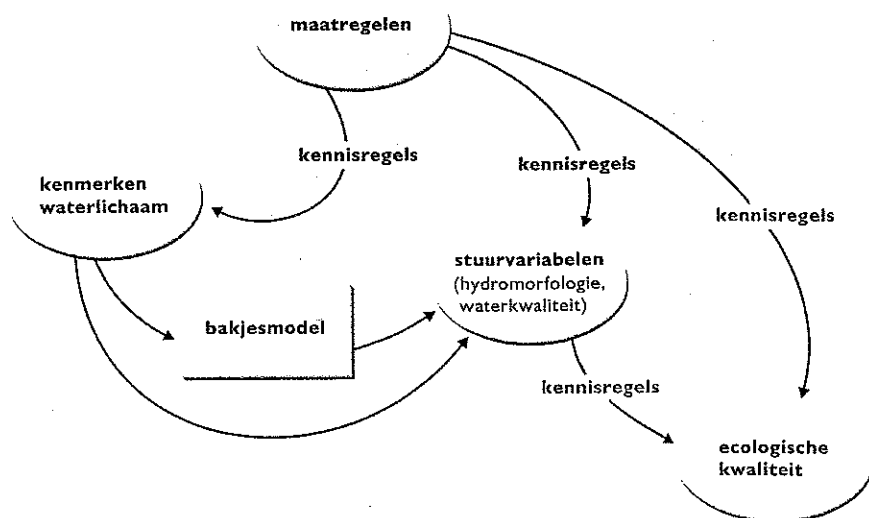 maatregelen
kennisregels
kennisregels
kenmerken
waterlichaam
kennisregels
stuurvariabelen
(hydromorfologie,
waterkwaliteit)
bakjesmodel
kennisregels
ecologische
kwaliteit